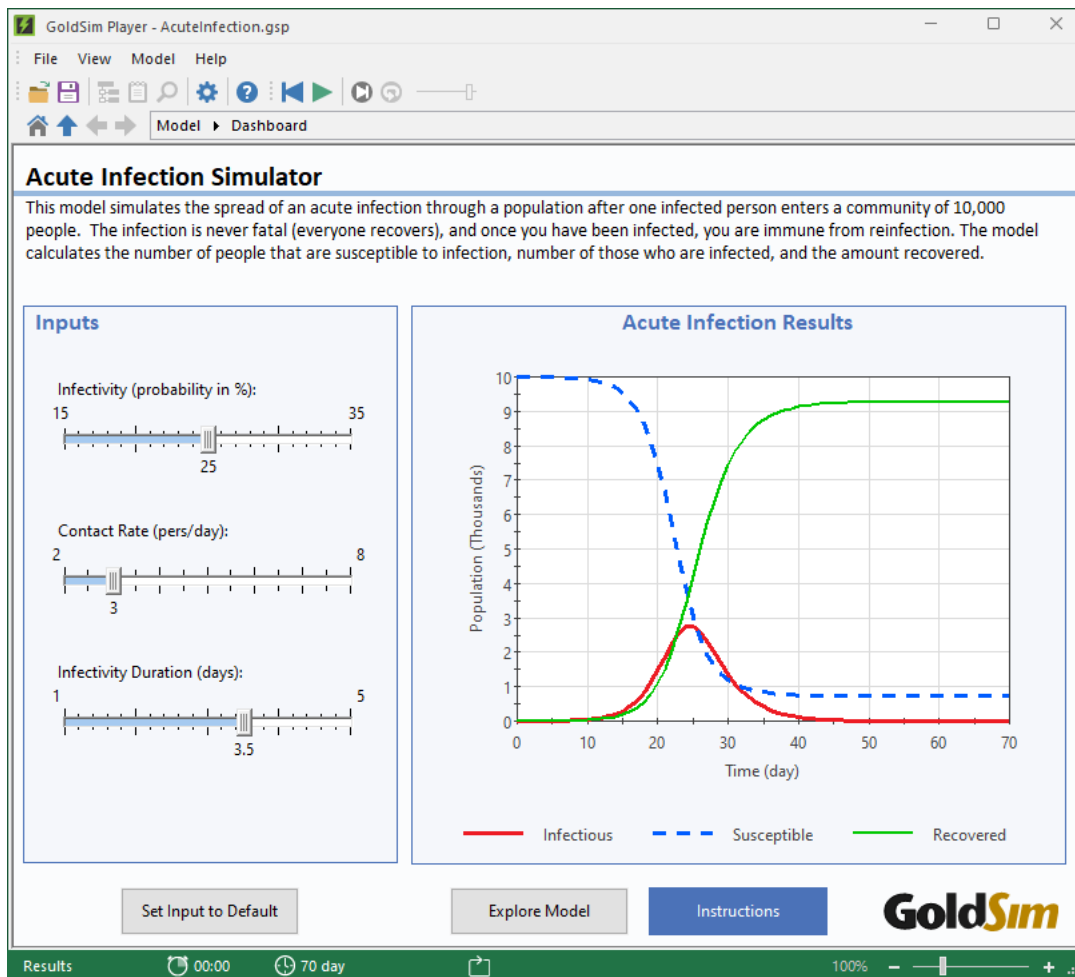 GoldSim Player - AcuteInfection.gsp
File View Model Help
Model Dashboard
Acute Infection Simulator
This model simulates the spread of an acute infection through a population after one infected person enters a community of 10,000
people. The infection is never fatal (everyone recovers), and once you have been infected, you are immune from reinfection. The model
calculates the number of people that are susceptible to infection, number of those who are infected, and the amount recovered.
Inputs
Infectivity (probability in %):
15 35
25
Contact Rate (pers/day):
2 8
3
Infectivity Duration (days):
1 5
3.5
Acute Infection Results
Population (Thousands)
10
9
8
7
6
5
4
3
2
1
0
0 10 20 30 40 50 60 70
Time (day)
Infectious Susceptible Recovered
Set Input to Default
Explore Model
Instructions
GoldSim
Results 00:00 70 day 100%